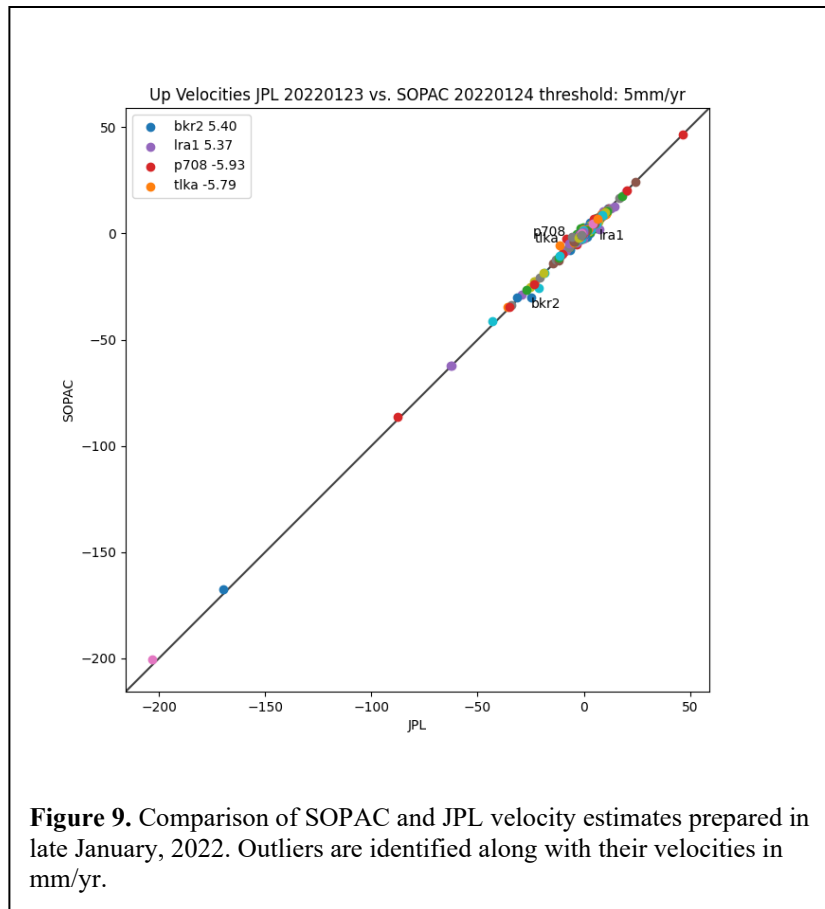 Up Velocities JPL 20220123 vs. SOPAC 20220124 threshold: 5mm/yr
bkr2 5.40
lra1 5.37
p708 -5.93
tlka -5.79
50
0
−50
−100
−150
−200
SOPAC
p708
tlka
lra1
bkr2
−200 −150 −100 −50 0 50
JPL
Figure 9. Comparison of SOPAC and JPL velocity estimates prepared in
late January, 2022. Outliers are identified along with their velocities in
mm/yr.